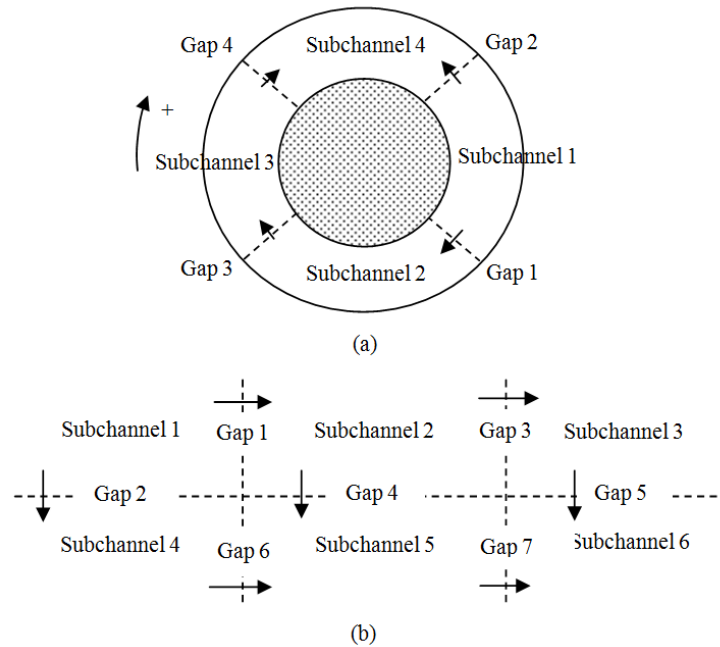 Gap 4
Subchannel 4
Gap 2
+
Subchannel 3
Subchannel 1
Gap 3
Subchannel 2
Gap 1
(a)
Subchannel 1
Gap 1
Subchannel 2
Gap 3
Subchannel 3
Gap 2
Gap 4
Gap 5
Subchannel 4
Gap 6
Subchannel 5
Gap 7
Subchannel 6
(b)